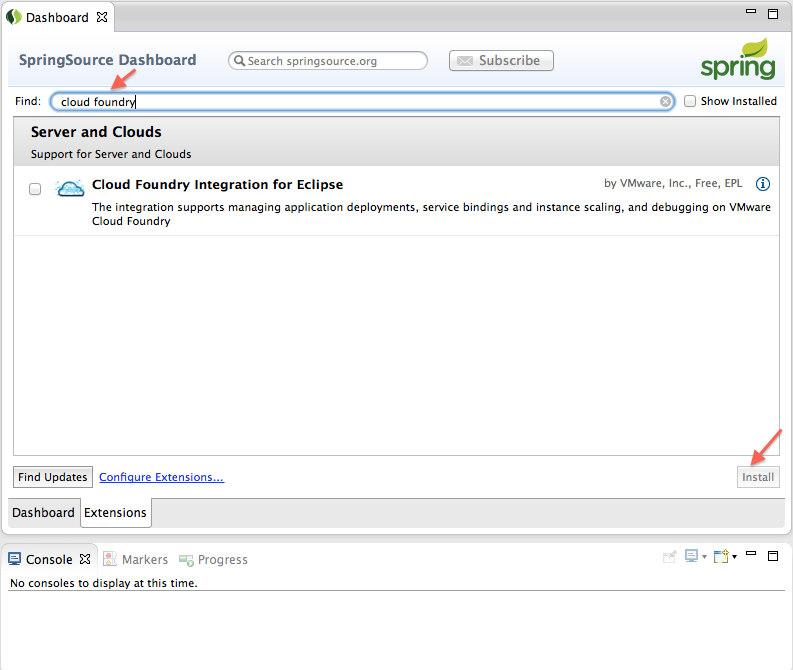 Dashboard
SpringSource Dashboard
Search springsource.org
Subscribe
spring
Find:
cloud foundry
Show Installed
Server and Clouds
Support for Server and Clouds
Cloud Foundry Integration for Eclipse
by VMware, Inc., Free, EPL
The integration supports managing application deployments, service bindings and instance scaling, and debugging on VMware
Cloud Foundry
Find Updates
Configure Extensions...
Install
Dashboard
Extensions
Console
Markers
Progress
No consoles to display at this time.